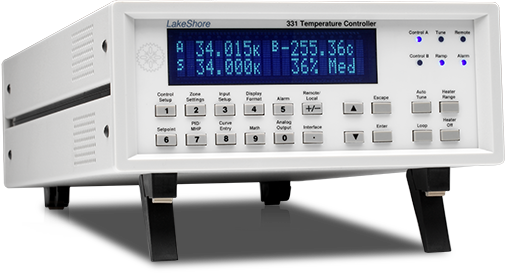 LakeShore 331 Temperature Controller
Control A Tune Remote
A 34.015K B-255.36C
S 34.000K 36% Med
Control B Ramp Alarm
Control Setup Zone Settings Input Setup Display Format Alarm Remote/Local Escape Auto Tune Heater Range
1 2 3 4 5 +/−
Setpoint PID/MHP Curve Entry Math Analog Output Interface Enter Loop Heater Off
6 7 8 9 0 .